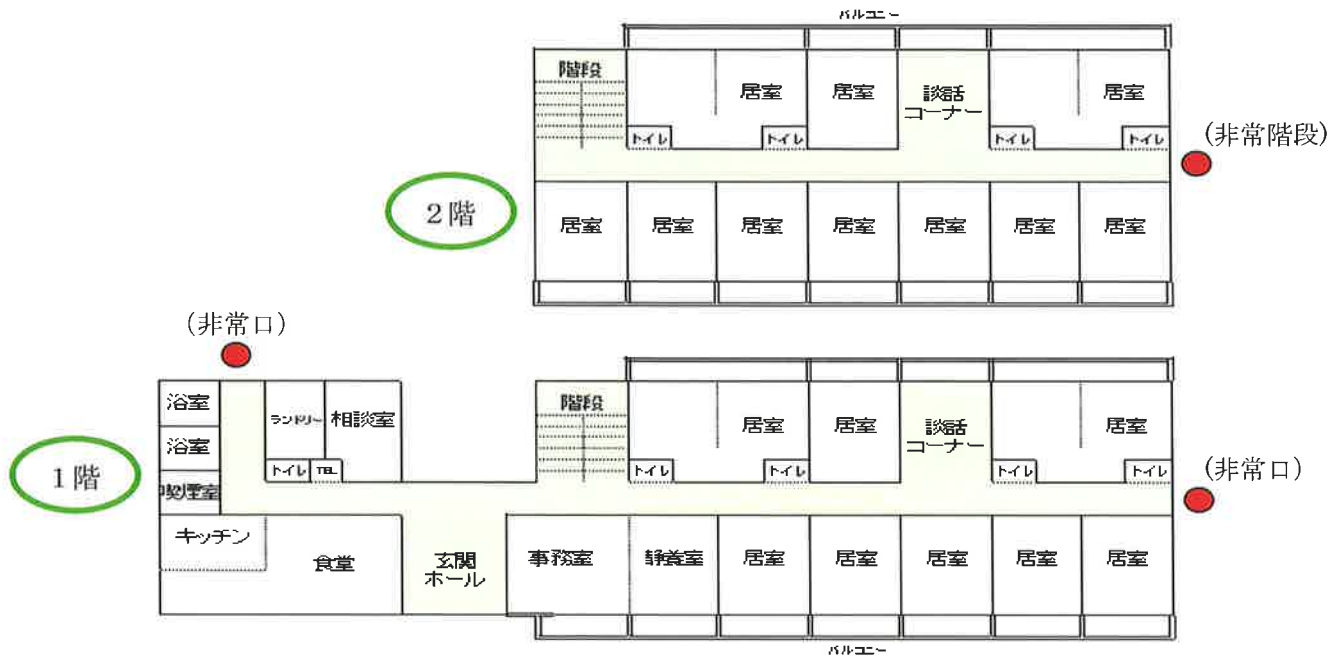 バルコニー
階段
居室
居室
談話
コーナー
居室
トイレ
トイレ
トイレ
トイレ
(非常階段)
2階
居室
居室
居室
居室
居室
居室
居室
(非常口)
浴室
ランドリー
相談室
階段
居室
居室
談話
コーナー
居室
浴室
トイレ
TEL
トイレ
トイレ
トイレ
トイレ
(非常口)
1階
喫煙室
キッチン
食堂
玄関
ホール
事務室
静養室
居室
居室
居室
居室
居室
バルコニー